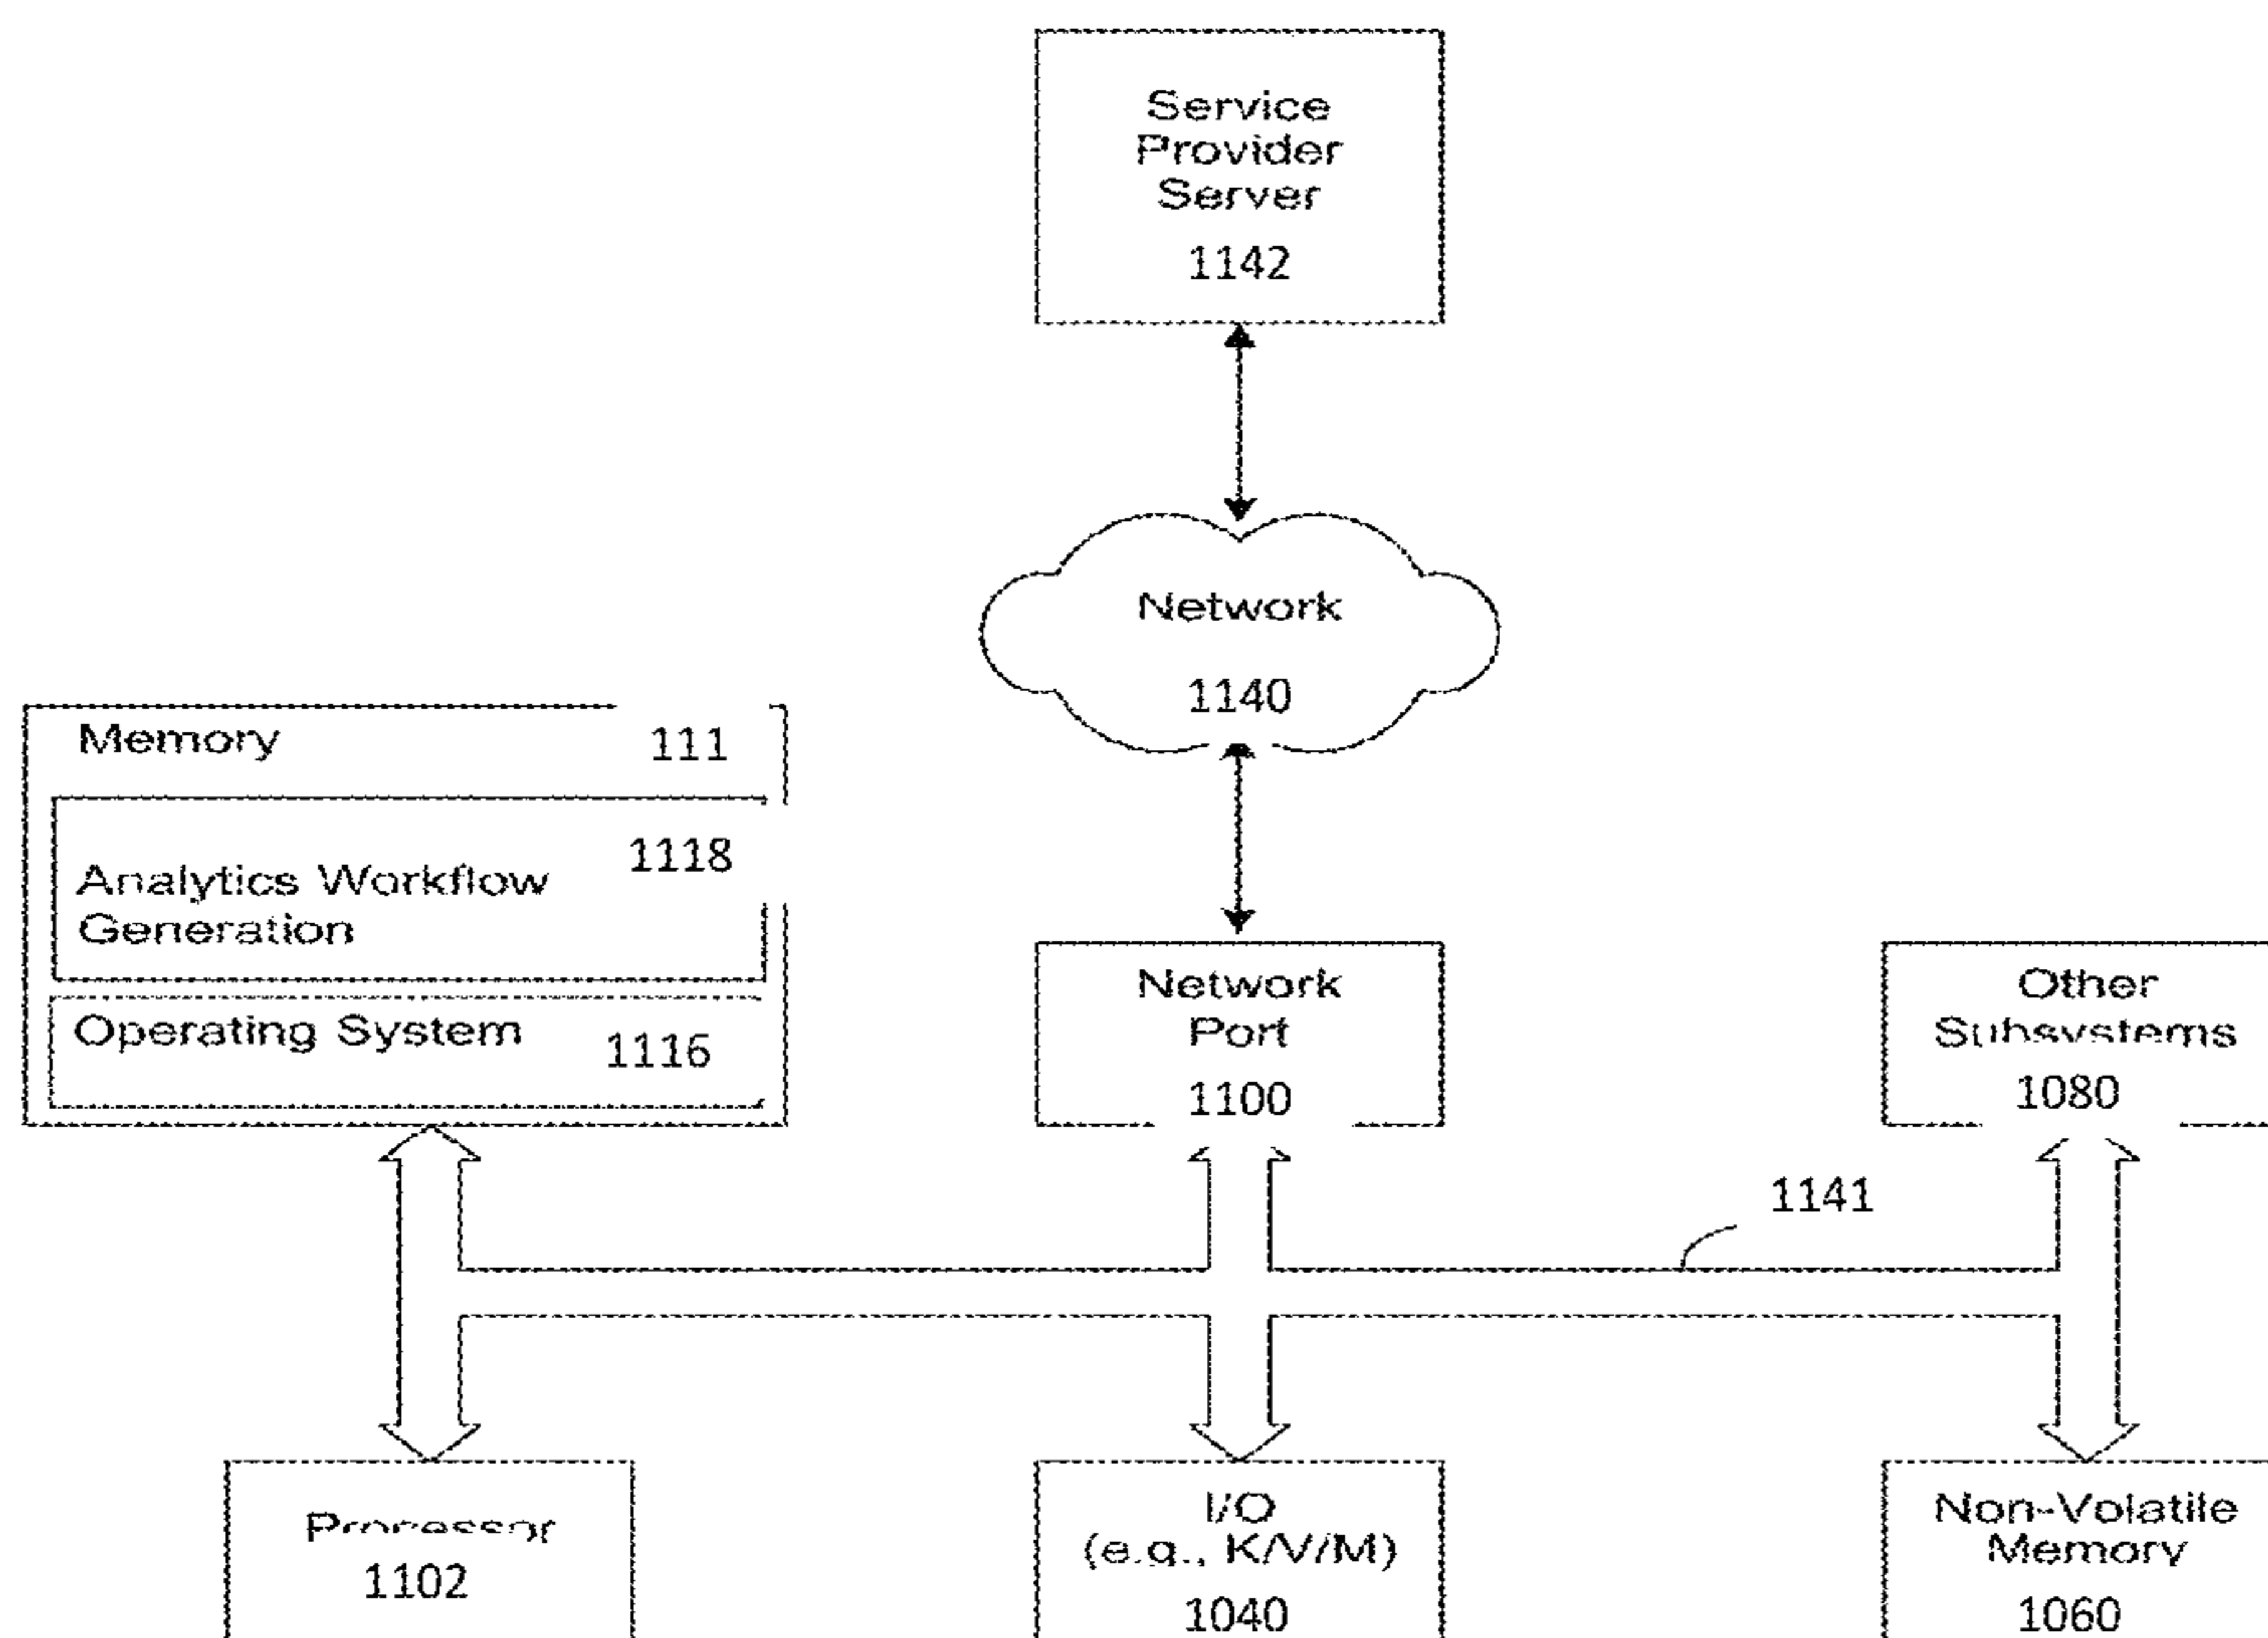 Service
Provider
Server
1142
Network
1140
Memory 111
1118
Analytics Workflow
Generation
Operating System 1116
Network
Port
1100
Other
Subsystems
1080
1141
Processor
1102
I/O
(e.g., K/V/M)
1040
Non-Volatile
Memory
1060